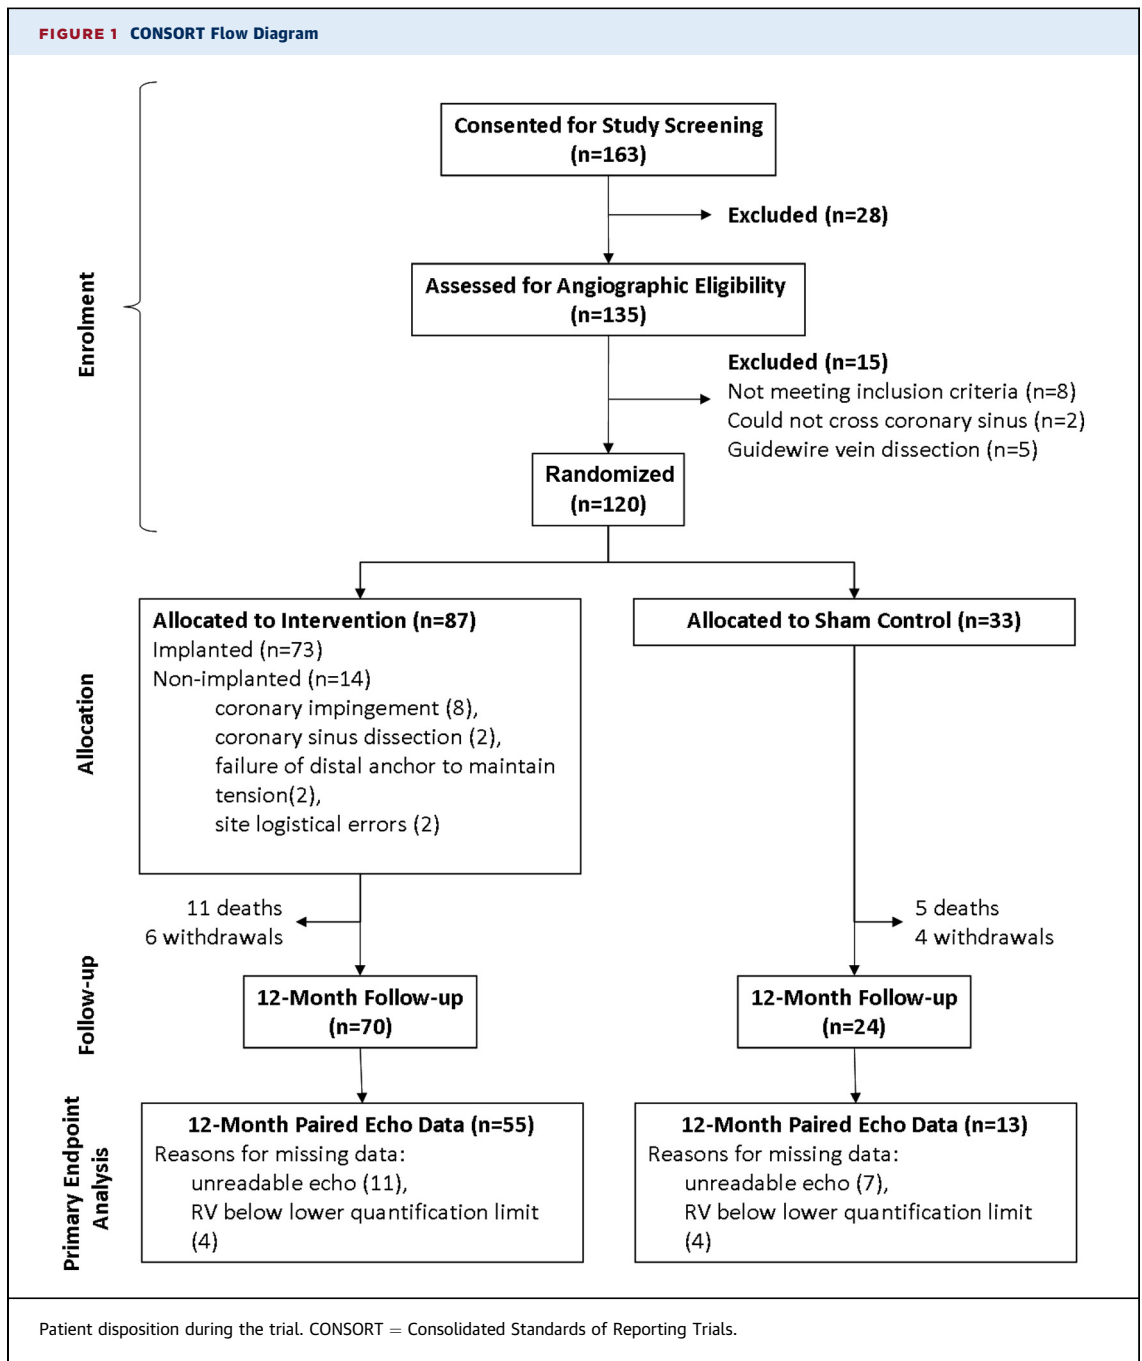 FIGURE 1 CONSORT Flow Diagram
Consented for Study Screening
(n=163)
Excluded (n=28)
Assessed for Angiographic Eligibility
(n=135)
Excluded (n=15)
Not meeting inclusion criteria (n=8)
Could not cross coronary sinus (n=2)
Guidewire vein dissection (n=5)
Randomized
(n=120)
Enrolment
Allocated to Intervention (n=87)
Implanted (n=73)
Non-implanted (n=14)
coronary impingement (8),
coronary sinus dissection (2),
failure of distal anchor to maintain
tension(2),
site logistical errors (2)
Allocated to Sham Control (n=33)
Allocation
11 deaths
6 withdrawals
5 deaths
4 withdrawals
12-Month Follow-up
(n=70)
12-Month Follow-up
(n=24)
Follow-up
12-Month Paired Echo Data (n=55)
Reasons for missing data:
unreadable echo (11),
RV below lower quantification limit
(4)
12-Month Paired Echo Data (n=13)
Reasons for missing data:
unreadable echo (7),
RV below lower quantification limit
(4)
Primary Endpoint
Analysis
Patient disposition during the trial. CONSORT = Consolidated Standards of Reporting Trials.